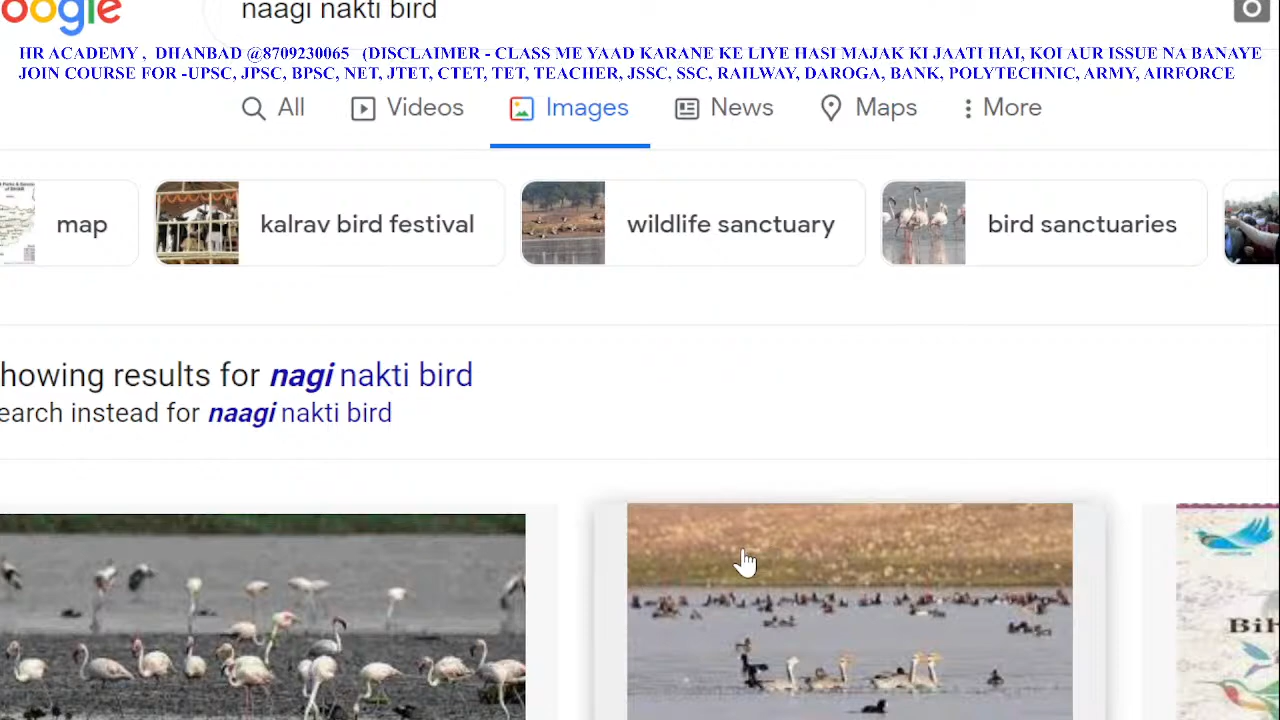 oogle
naagi nakti bird
HR ACADEMY , DHANBAD @8709230065 (DISCLAIMER - CLASS ME YAAD KARANE KE LIYE HASI MAJAK KI JAATI HAI, KOI AUR ISSUE NA BANAYE
JOIN COURSE FOR -UPSC, JPSC, BPSC, NET, JTET, CTET, TET, TEACHER, JSSC, SSC, RAILWAY, DAROGA, BANK, POLYTECHNIC, ARMY, AIRFORCE
All Videos Images News Maps More
map kalrav bird festival wildlife sanctuary bird sanctuaries
howing results for nagi nakti bird
earch instead for naagi nakti bird
Bih